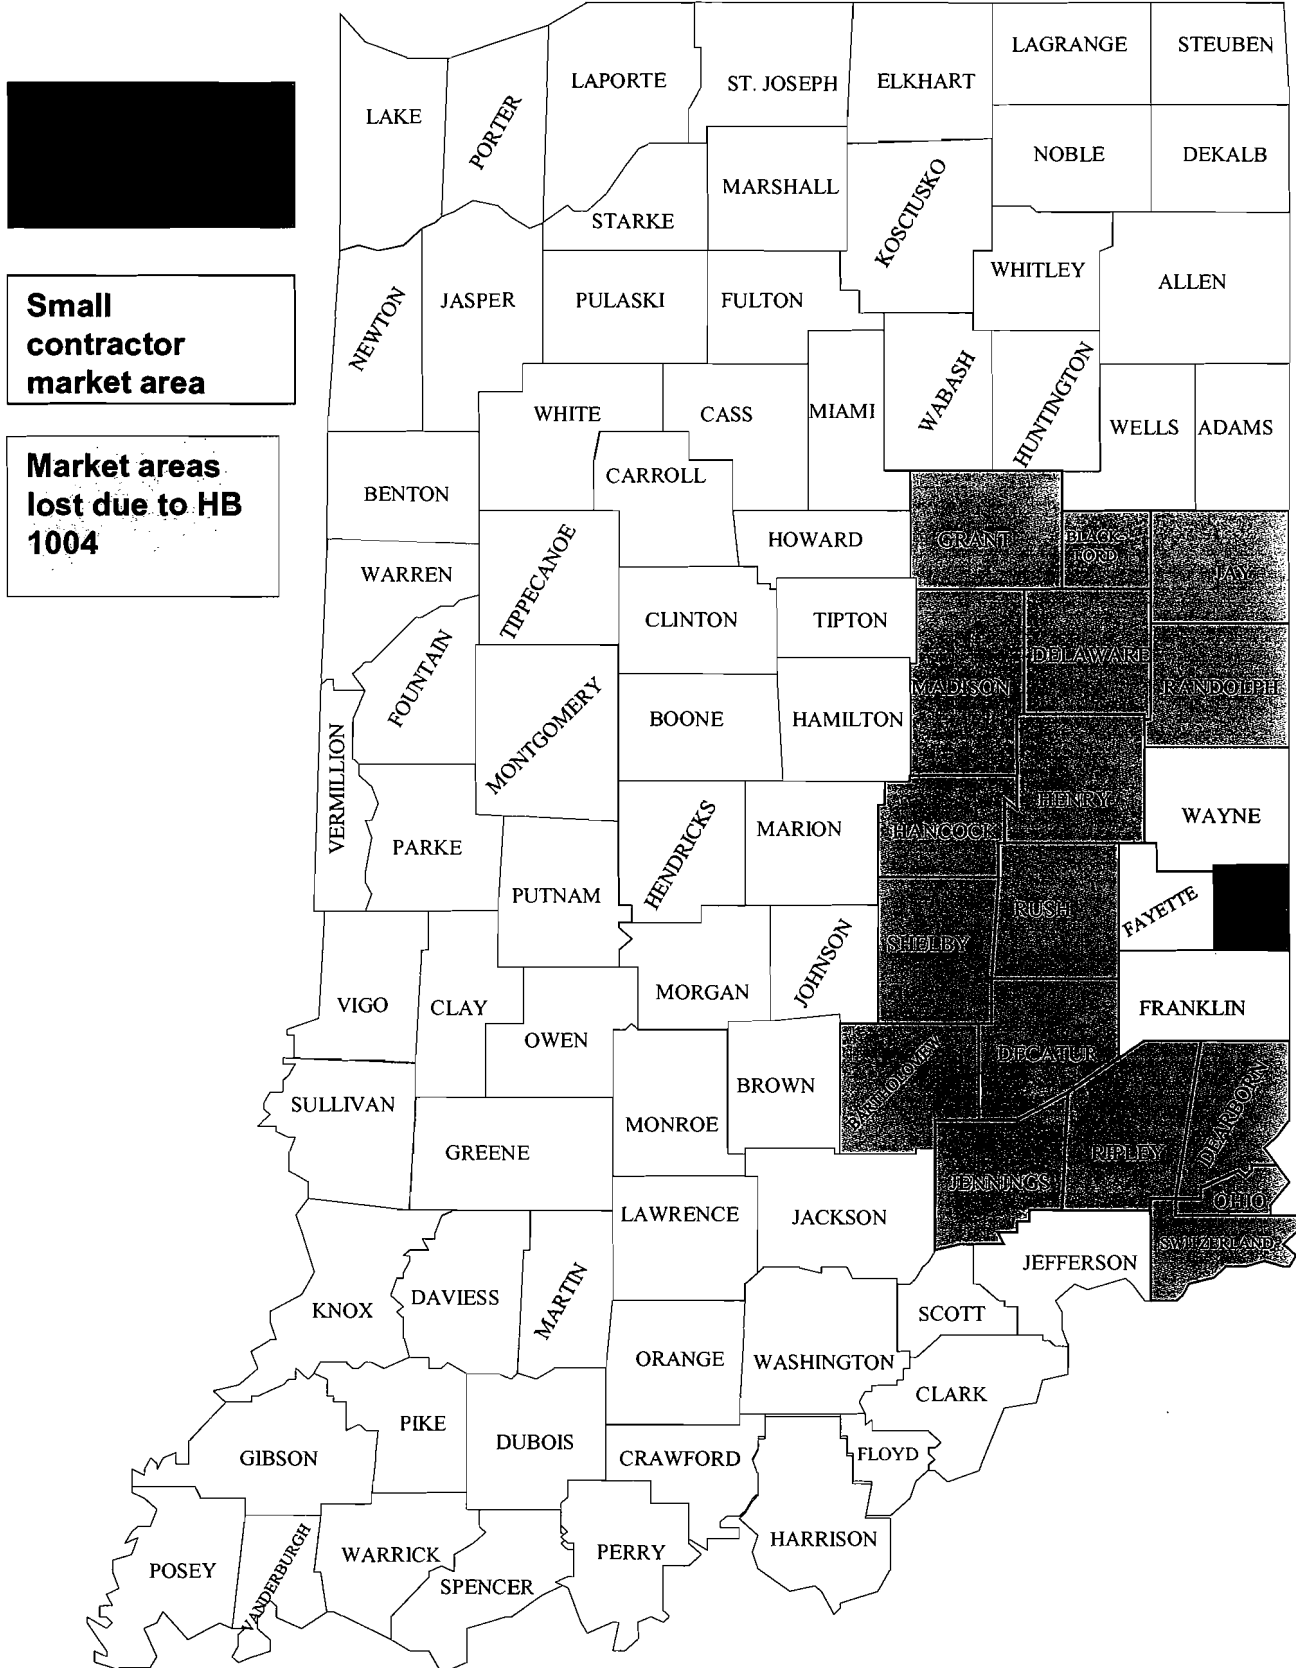 Small
contractor
market area
Market areas
lost due to HB
1004
LAGRANGE
STEUBEN
LAPORTE
ST. JOSEPH
ELKHART
LAKE
PORTER
NOBLE
DEKALB
MARSHALL
STARKE
KOSCIUSKO
WHITLEY
ALLEN
NEWTON
JASPER
PULASKI
FULTON
WABASH
HUNTINGTON
WHITE
CASS
MIAMI
WELLS
ADAMS
BENTON
CARROLL
HOWARD
GRANT
BLACK-
FORD
JAY
WARREN
TIPPECANOE
CLINTON
TIPTON
DELAWARE
FOUNTAIN
MADISON
RANDOLPH
MONTGOMERY
BOONE
HAMILTON
VERMILLION
HENRY
WAYNE
PARKE
HENDRICKS
MARION
HANCOCK
PUTNAM
RUSH
FAYETTE
SHELBY
JOHNSON
VIGO
CLAY
MORGAN
FRANKLIN
OWEN
DECATUR
BROWN
BARTHOLOMEW
SULLIVAN
MONROE
DEARBORN
GREENE
RIPLEY
JENNINGS
OHIO
LAWRENCE
JACKSON
SWITZERLAND
JEFFERSON
KNOX
DAVIESS
MARTIN
SCOTT
ORANGE
WASHINGTON
CLARK
PIKE
GIBSON
DUBOIS
CRAWFORD
FLOYD
HARRISON
POSEY
VANDERBURGH
WARRICK
PERRY
SPENCER